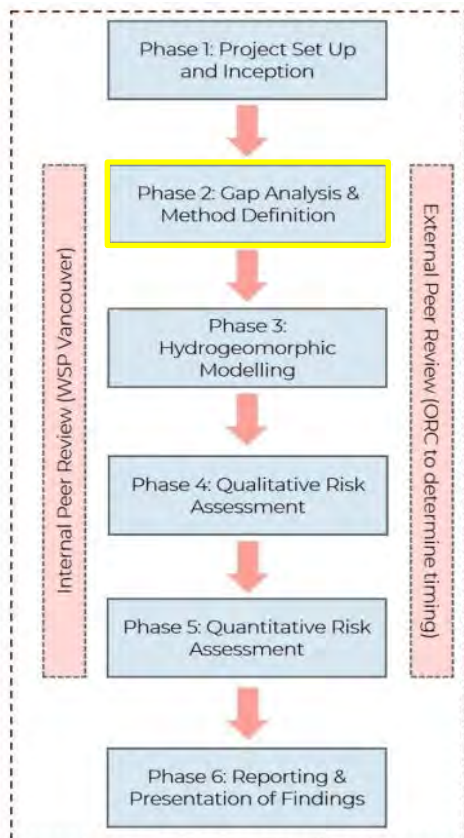 Phase 1: Project Set Up
and Inception
Phase 2: Gap Analysis &
Method Definition
Phase 3:
Hydrogeomorphic
Modelling
Phase 4: Qualitative Risk
Assessment
Phase 5: Quantitative Risk
Assessment
Phase 6: Reporting &
Presentation of Findings
Internal Peer Review (WSP Vancouver)
External Peer Review (ORC to determine timing)